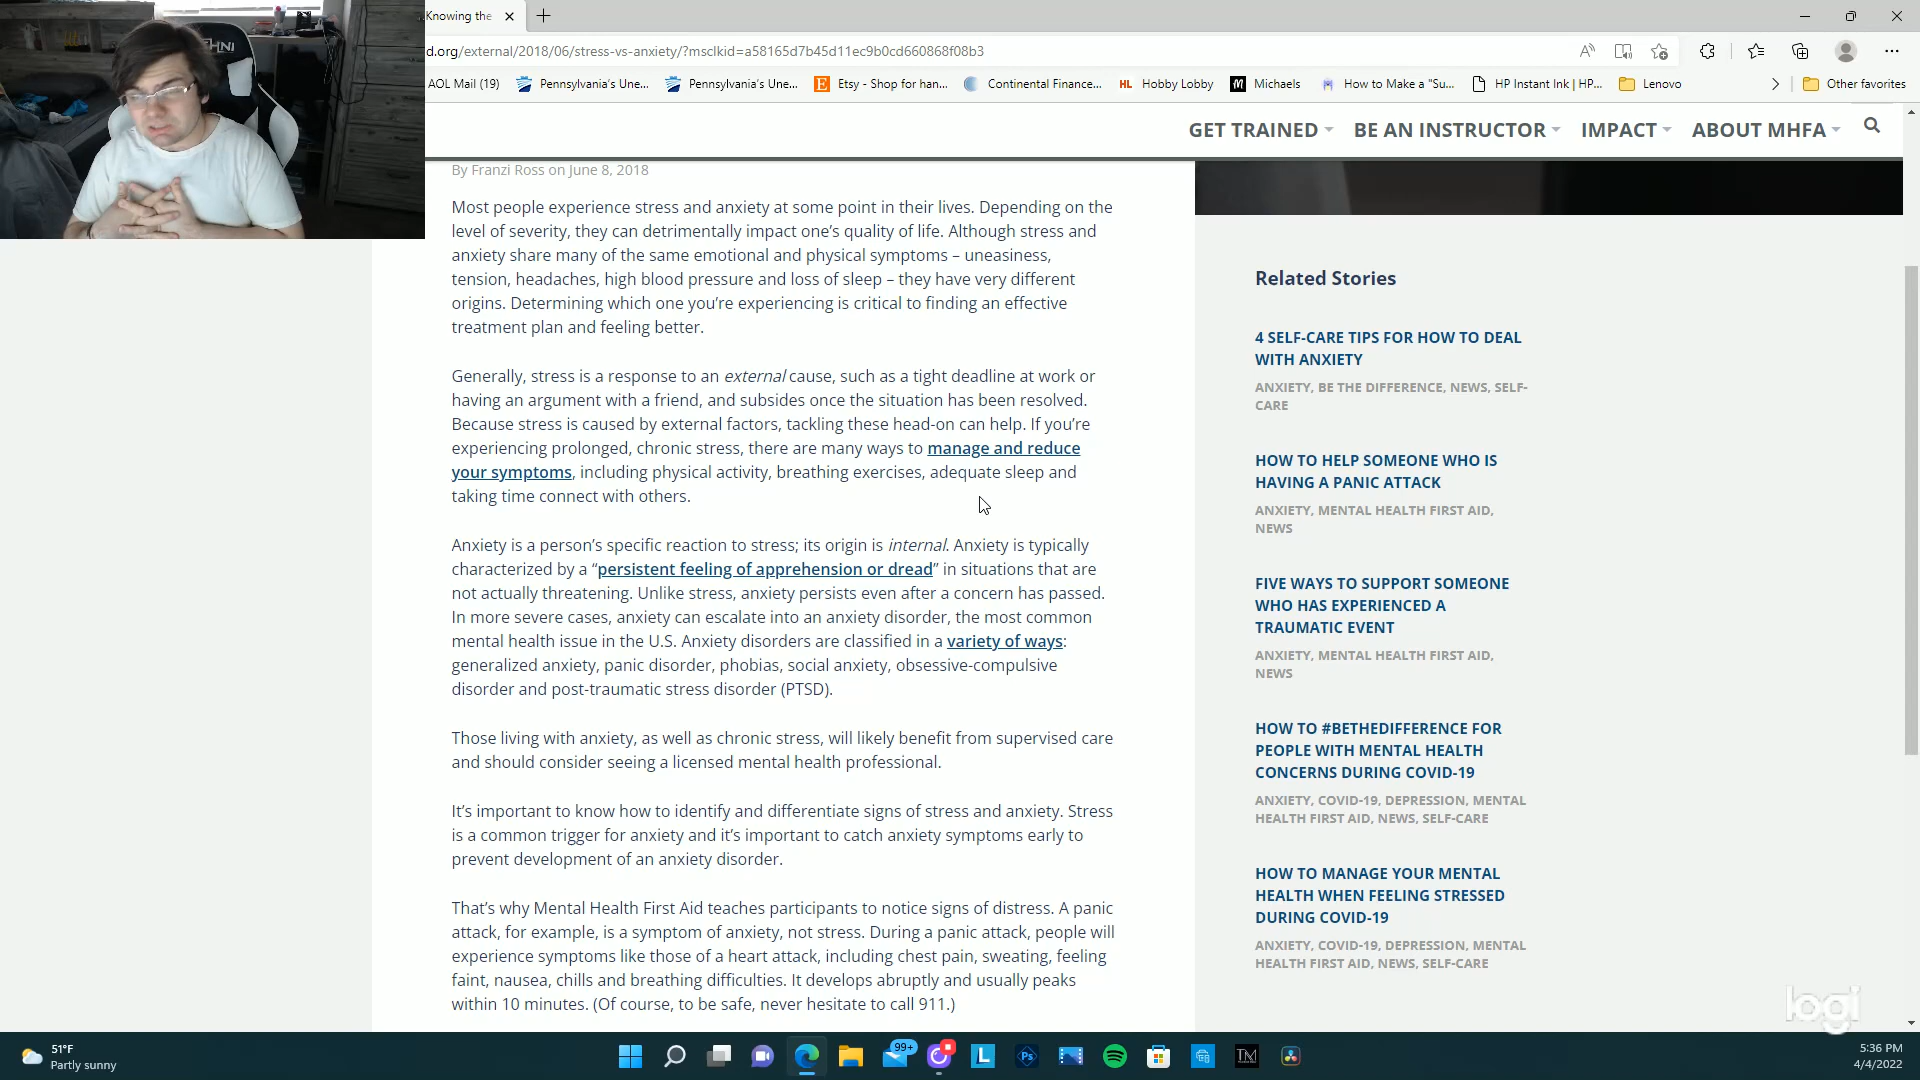 Knowing the
d.org/external/2018/06/stress-vs-anxiety/?msclkid=a58165d7b45d11ec9b0cd660868f08b3
AOL Mail (19)
Pennsylvania's Une...
Pennsylvania's Une...
Etsy - Shop for han...
Continental Finance...
HL Hobby Lobby
Michaels
How to Make a "Su...
HP Instant Ink | HP...
Lenovo
Other favorites
GET TRAINED
BE AN INSTRUCTOR
IMPACT
ABOUT MHFA
By Franzi Ross on June 8, 2018
Most people experience stress and anxiety at some point in their lives. Depending on the
level of severity, they can detrimentally impact one's quality of life. Although stress and
anxiety share many of the same emotional and physical symptoms – uneasiness,
tension, headaches, high blood pressure and loss of sleep – they have very different
origins. Determining which one you're experiencing is critical to finding an effective
treatment plan and feeling better.
Generally, stress is a response to an external cause, such as a tight deadline at work or
having an argument with a friend, and subsides once the situation has been resolved.
Because stress is caused by external factors, tackling these head-on can help. If you're
experiencing prolonged, chronic stress, there are many ways to manage and reduce
your symptoms, including physical activity, breathing exercises, adequate sleep and
taking time connect with others.
Anxiety is a person's specific reaction to stress; its origin is internal. Anxiety is typically
characterized by a “persistent feeling of apprehension or dread” in situations that are
not actually threatening. Unlike stress, anxiety persists even after a concern has passed.
In more severe cases, anxiety can escalate into an anxiety disorder, the most common
mental health issue in the U.S. Anxiety disorders are classified in a variety of ways:
generalized anxiety, panic disorder, phobias, social anxiety, obsessive-compulsive
disorder and post-traumatic stress disorder (PTSD).
Those living with anxiety, as well as chronic stress, will likely benefit from supervised care
and should consider seeing a licensed mental health professional.
It's important to know how to identify and differentiate signs of stress and anxiety. Stress
is a common trigger for anxiety and it's important to catch anxiety symptoms early to
prevent development of an anxiety disorder.
That's why Mental Health First Aid teaches participants to notice signs of distress. A panic
attack, for example, is a symptom of anxiety, not stress. During a panic attack, people will
experience symptoms like those of a heart attack, including chest pain, sweating, feeling
faint, nausea, chills and breathing difficulties. It develops abruptly and usually peaks
within 10 minutes. (Of course, to be safe, never hesitate to call 911.)
Related Stories
4 SELF-CARE TIPS FOR HOW TO DEAL
WITH ANXIETY
ANXIETY, BE THE DIFFERENCE, NEWS, SELF-
CARE
HOW TO HELP SOMEONE WHO IS
HAVING A PANIC ATTACK
ANXIETY, MENTAL HEALTH FIRST AID,
NEWS
FIVE WAYS TO SUPPORT SOMEONE
WHO HAS EXPERIENCED A
TRAUMATIC EVENT
ANXIETY, MENTAL HEALTH FIRST AID,
NEWS
HOW TO #BETHEDIFFERENCE FOR
PEOPLE WITH MENTAL HEALTH
CONCERNS DURING COVID-19
ANXIETY, COVID-19, DEPRESSION, MENTAL
HEALTH FIRST AID, NEWS, SELF-CARE
HOW TO MANAGE YOUR MENTAL
HEALTH WHEN FEELING STRESSED
DURING COVID-19
ANXIETY, COVID-19, DEPRESSION, MENTAL
HEALTH FIRST AID, NEWS, SELF-CARE
logi
51°F
Partly sunny
99+
L
Ps
TM
5:36 PM
4/4/2022